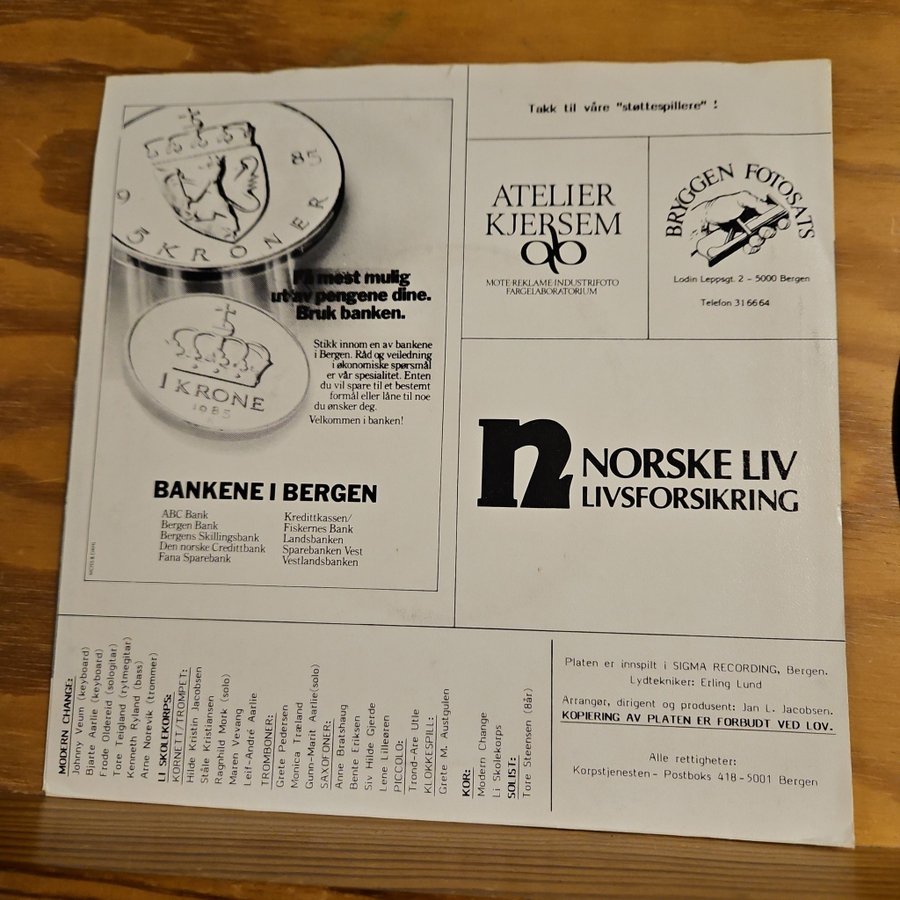 9
85
5 KRONER
Få mest mulig
ut av pengene dine.
Bruk banken.
Stikk innom en av bankene
i Bergen. Råd og veiledning
i økonomiske spørsmål
er vår spesialitet. Enten
du vil spare til et bestemt
formål eller låne til noe
du ønsker deg.
Velkommen i banken!
1 KRONE
1985
BANKENE I BERGEN
ABC Bank
Bergen Bank
Bergens Skillingsbank
Den norske Creditbank
Fana Sparebank
Kredittkassen/
Fiskernes Bank
Landsbanken
Sparebanken Vest
Vestlandsbanken
Takk til våre "støttespillere" !
ATELIER
KJERSEM
MOTE·REKLAME·INDUSTRIFOTO
FARGELABORATORIUM
BRYGGEN FOTOSATS
Lodin Leppsgt. 2 - 5000 Bergen
Telefon 31 66 64
n NORSKE LIV
LIVSFORSIKRING
MODERN CHANGE:
Johnny Veum (keyboard)
Bjarte Aarlie (keyboard)
Frode Oldereid (sologitar)
Tore Teigland (rytmegitar)
Kenneth Ryland (bass)
Arne Norevik (trommer)
LI SKOLEKORPS:
KORNETT/TROMPET:
Hilde Kristin Jacobsen
Ståle Kristiansen
Ragnhild Mork (solo)
Maren Vevang
Leif-André Aarlie
TROMBONER:
Grete Pedersen
Monica Træland
Gunn-Marit Aarlie(solo)
SAXOFONER:
Anne Bratshaug
Bente Eriksen
Siv Hilde Gjerde
Lene Lilleøren
PICCOLO:
Trond-Are Utle
KLOKKESPILL:
Grete M. Austgulen
KOR:
Modern Change
Li Skolekorps
SOLIST:
Tore Steensen (8år)
Platen er innspilt i SIGMA RECORDING, Bergen.
Lydtekniker: Erling Lund
Arrangør, dirigent og produsent: Jan L. Jacobsen.
KOPIERING AV PLATEN ER FORBUDT VED LOV.
Alle rettigheter:
Korpstjenesten- Postboks 418-5001 Bergen